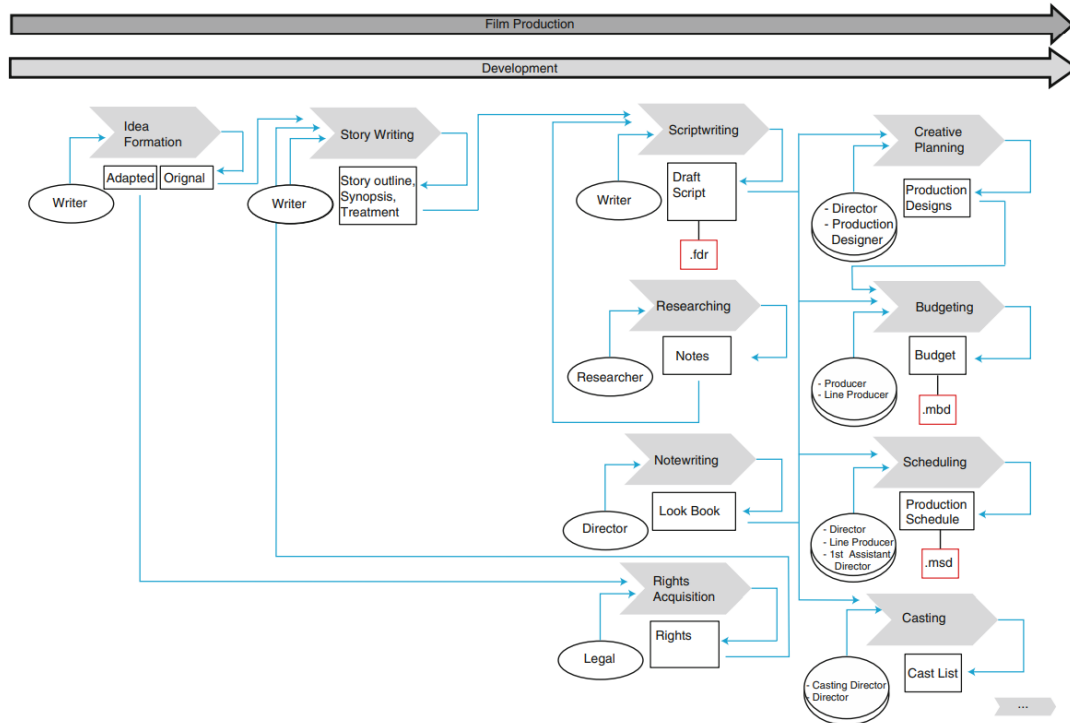 Film Production
Development
Idea
Formation
Adapted
Orignal
Writer
Story Writing
Story outline,
Synopsis,
Treatment
Writer
Scriptwriting
Draft
Script
.fdr
Writer
Creative
Planning
Production
Designs
- Director
- Production
Designer
Researching
Notes
Researcher
Budgeting
Budget
.mbd
- Producer
- Line Producer
Notewriting
Look Book
Director
Scheduling
Production
Schedule
.msd
- Director
- Line Producer
- 1st Assistant
Director
Rights
Acquisition
Rights
Legal
Casting
Cast List
- Casting Director
- Director
...